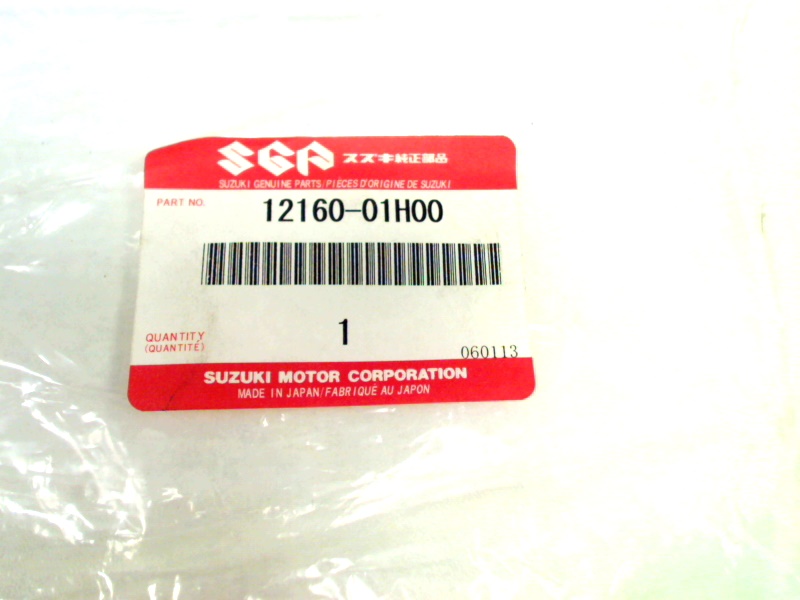 SGP スズキ純正部品
SUZUKI GENUINE PARTS/PIÈCES D'ORIGINE DE SUZUKI
PART NO. 12160-01H00
QUANTITY
(QUANTITÉ)
1
060113
SUZUKI MOTOR CORPORATION
MADE IN JAPAN/FABRIQUÉ AU JAPON